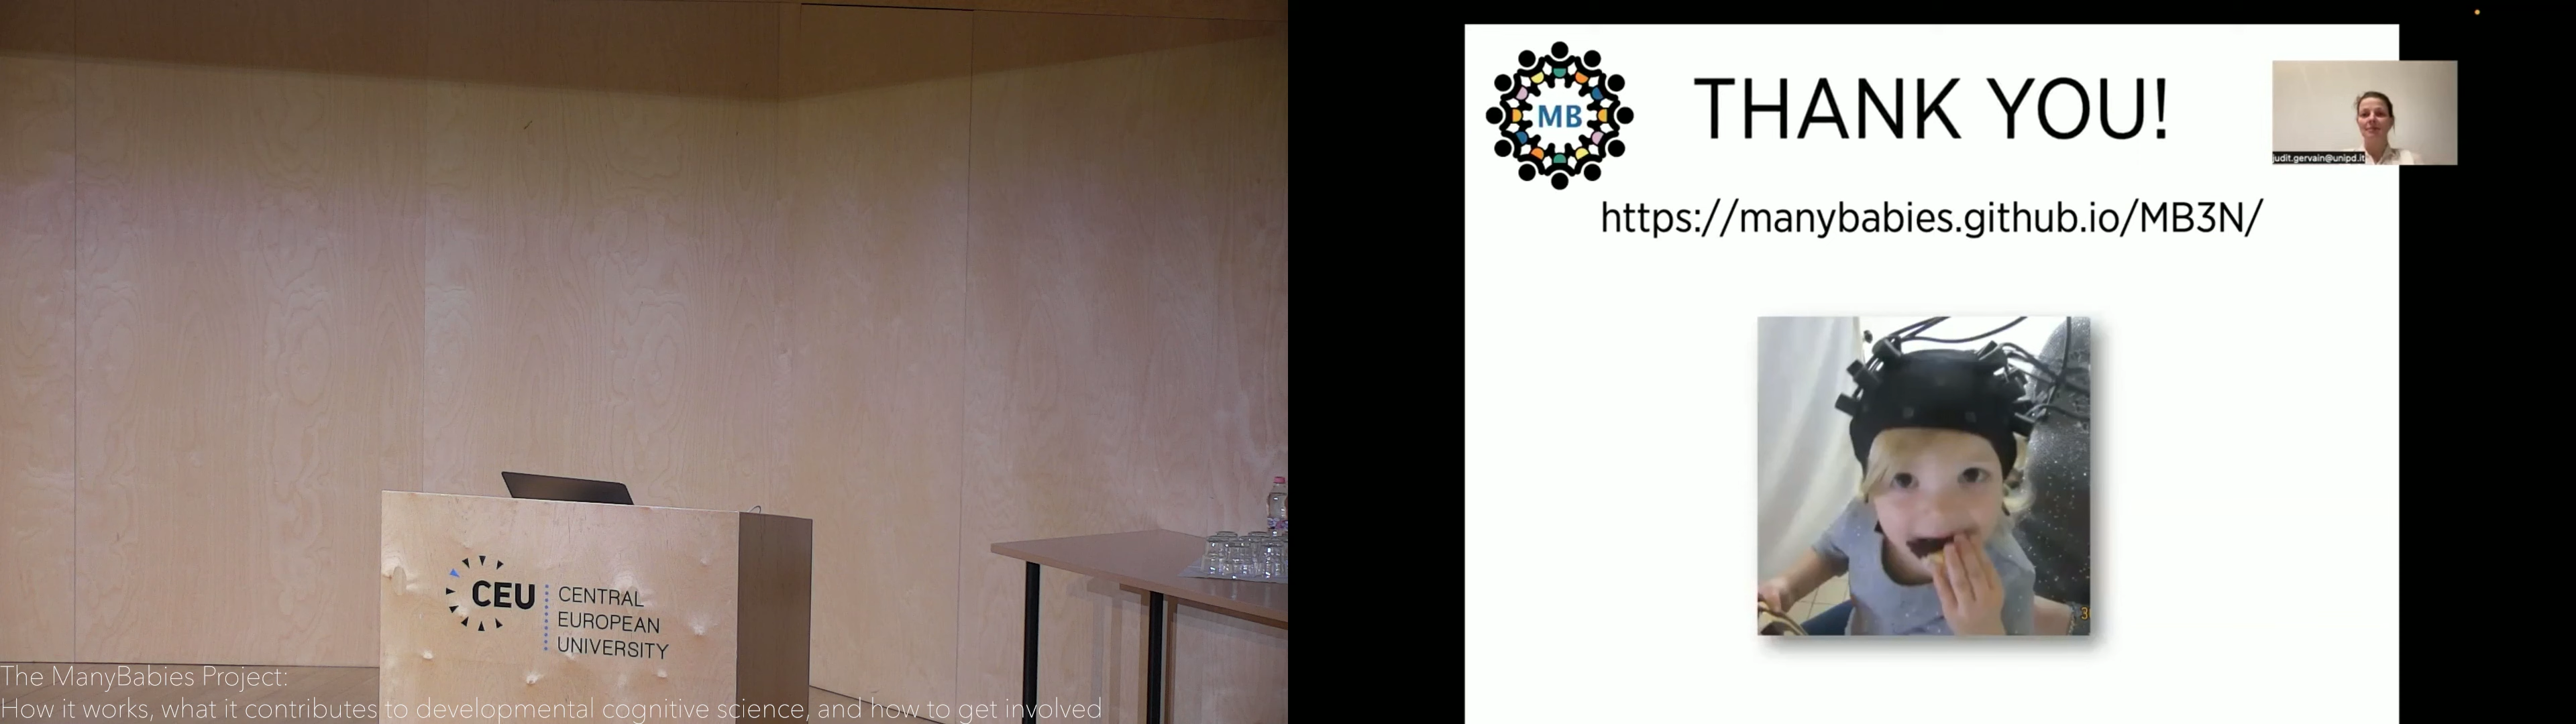 CEU
CENTRAL
EUROPEAN
UNIVERSITY
The ManyBabies Project:
How it works, what it contributes to developmental cognitive science, and how to get involved
MB
THANK YOU!
https://manybabies.github.io/MB3N/
judit.gervain@unipd.it